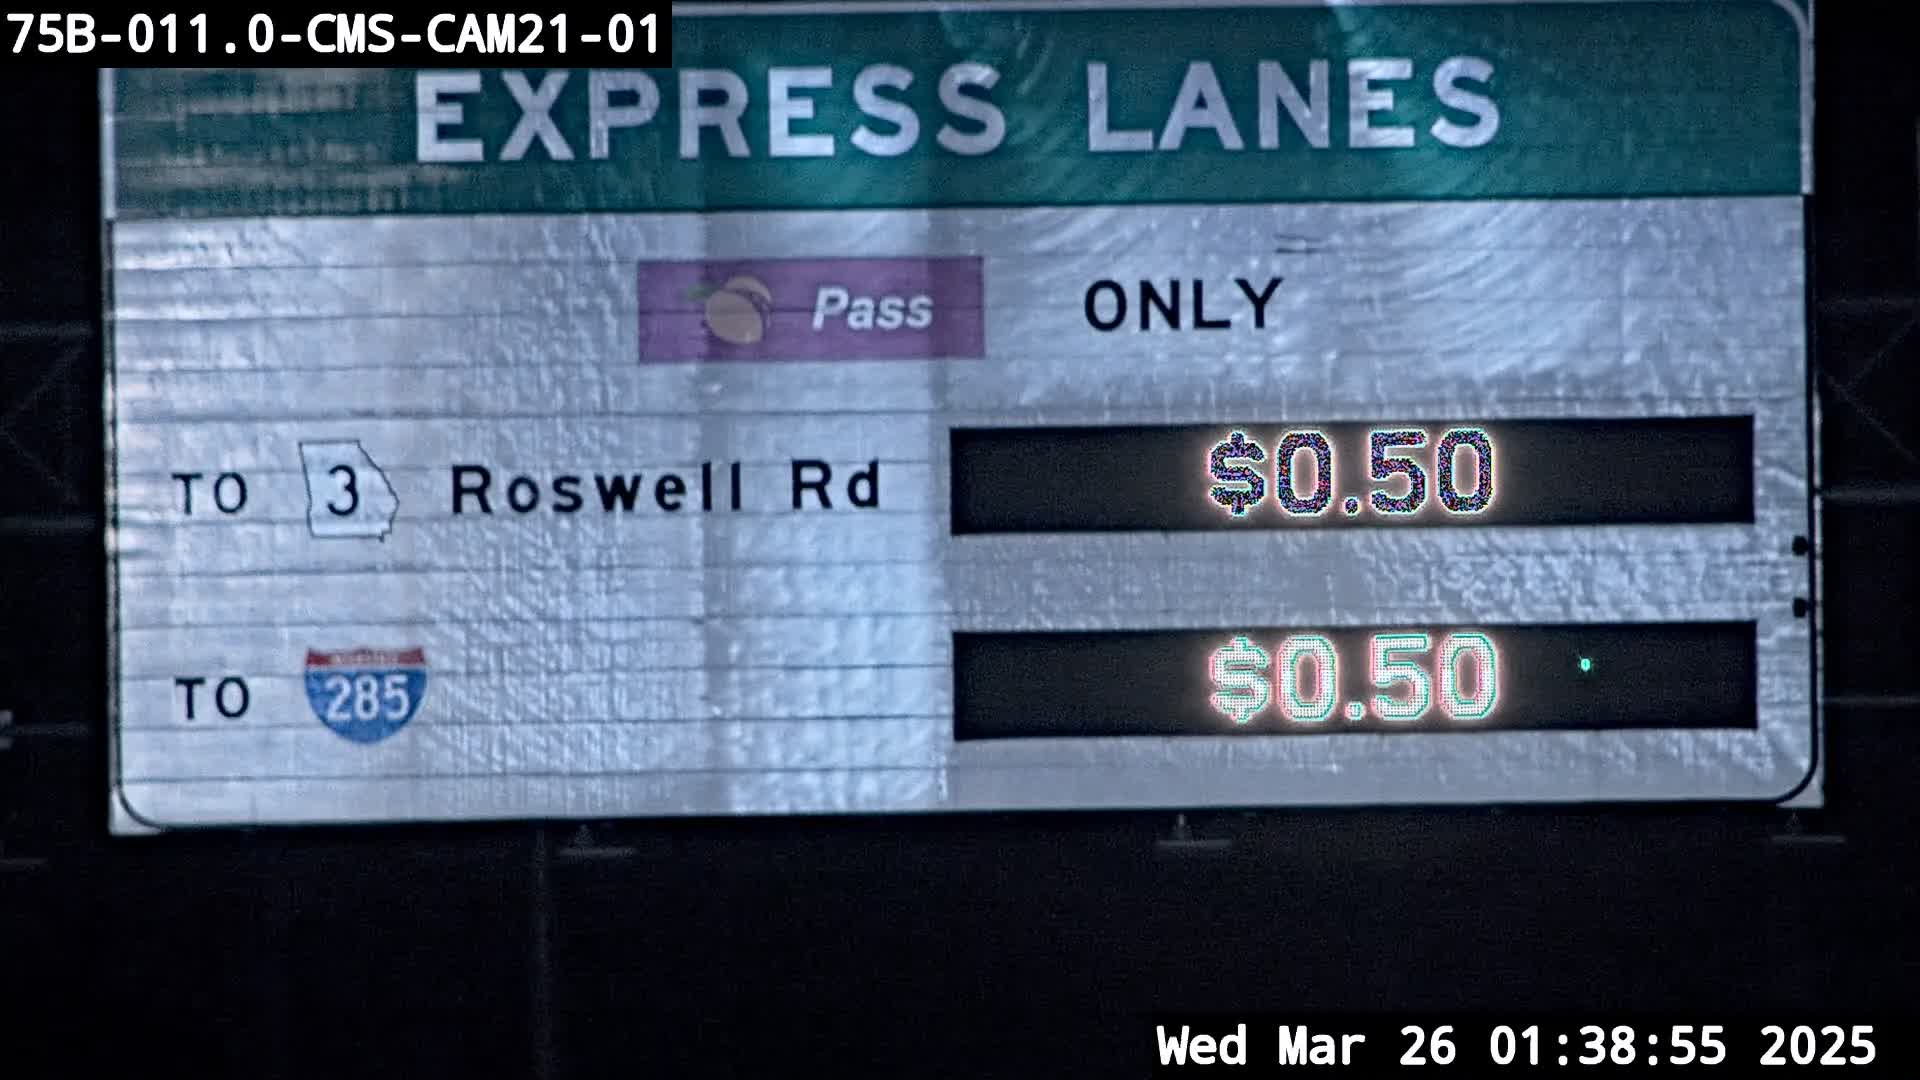 75B-011.0-CMS-CAM21-01
EXPRESS LANES
Pass ONLY
TO 3 Roswell Rd $0.50
TO 285 $0.50
Wed Mar 26 01:38:55 2025